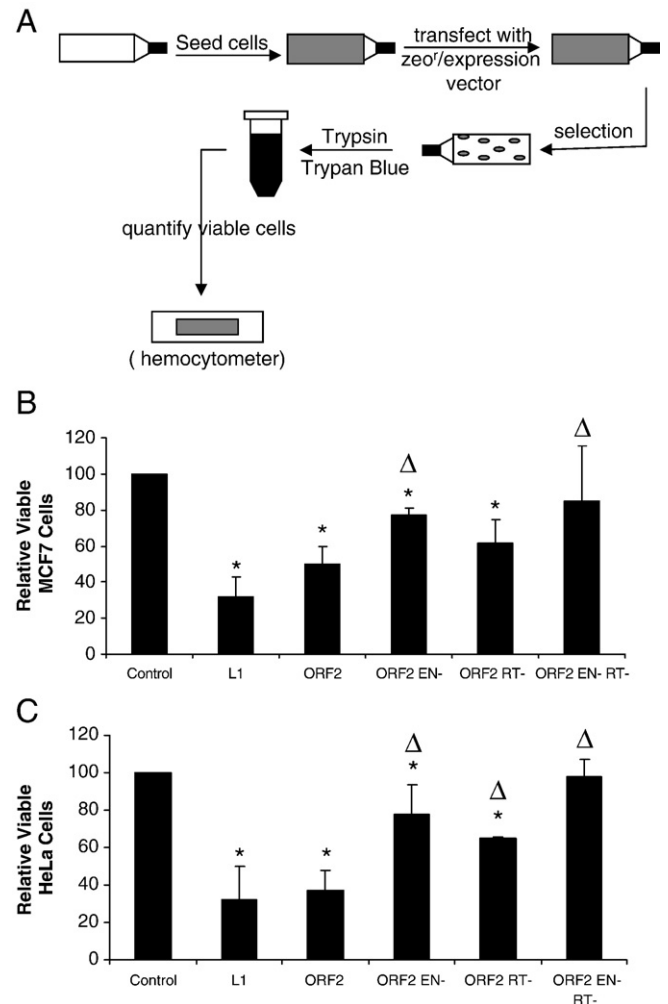 A
Seed cells
transfect with
zeoʳ/expression
vector
selection
Trypsin
Trypan Blue
quantify viable cells
( hemocytometer)
B
Relative Viable
MCF7 Cells
120
100
80
60
40
20
0
*
*
Δ
*
*
Δ
Control L1 ORF2 ORF2 EN- ORF2 RT- ORF2 EN- RT-
C
Relative Viable
HeLa Cells
120
100
80
60
40
20
0
*
*
Δ
*
Δ
*
Δ
Control L1 ORF2 ORF2 EN- ORF2 RT- ORF2 EN-
RT-